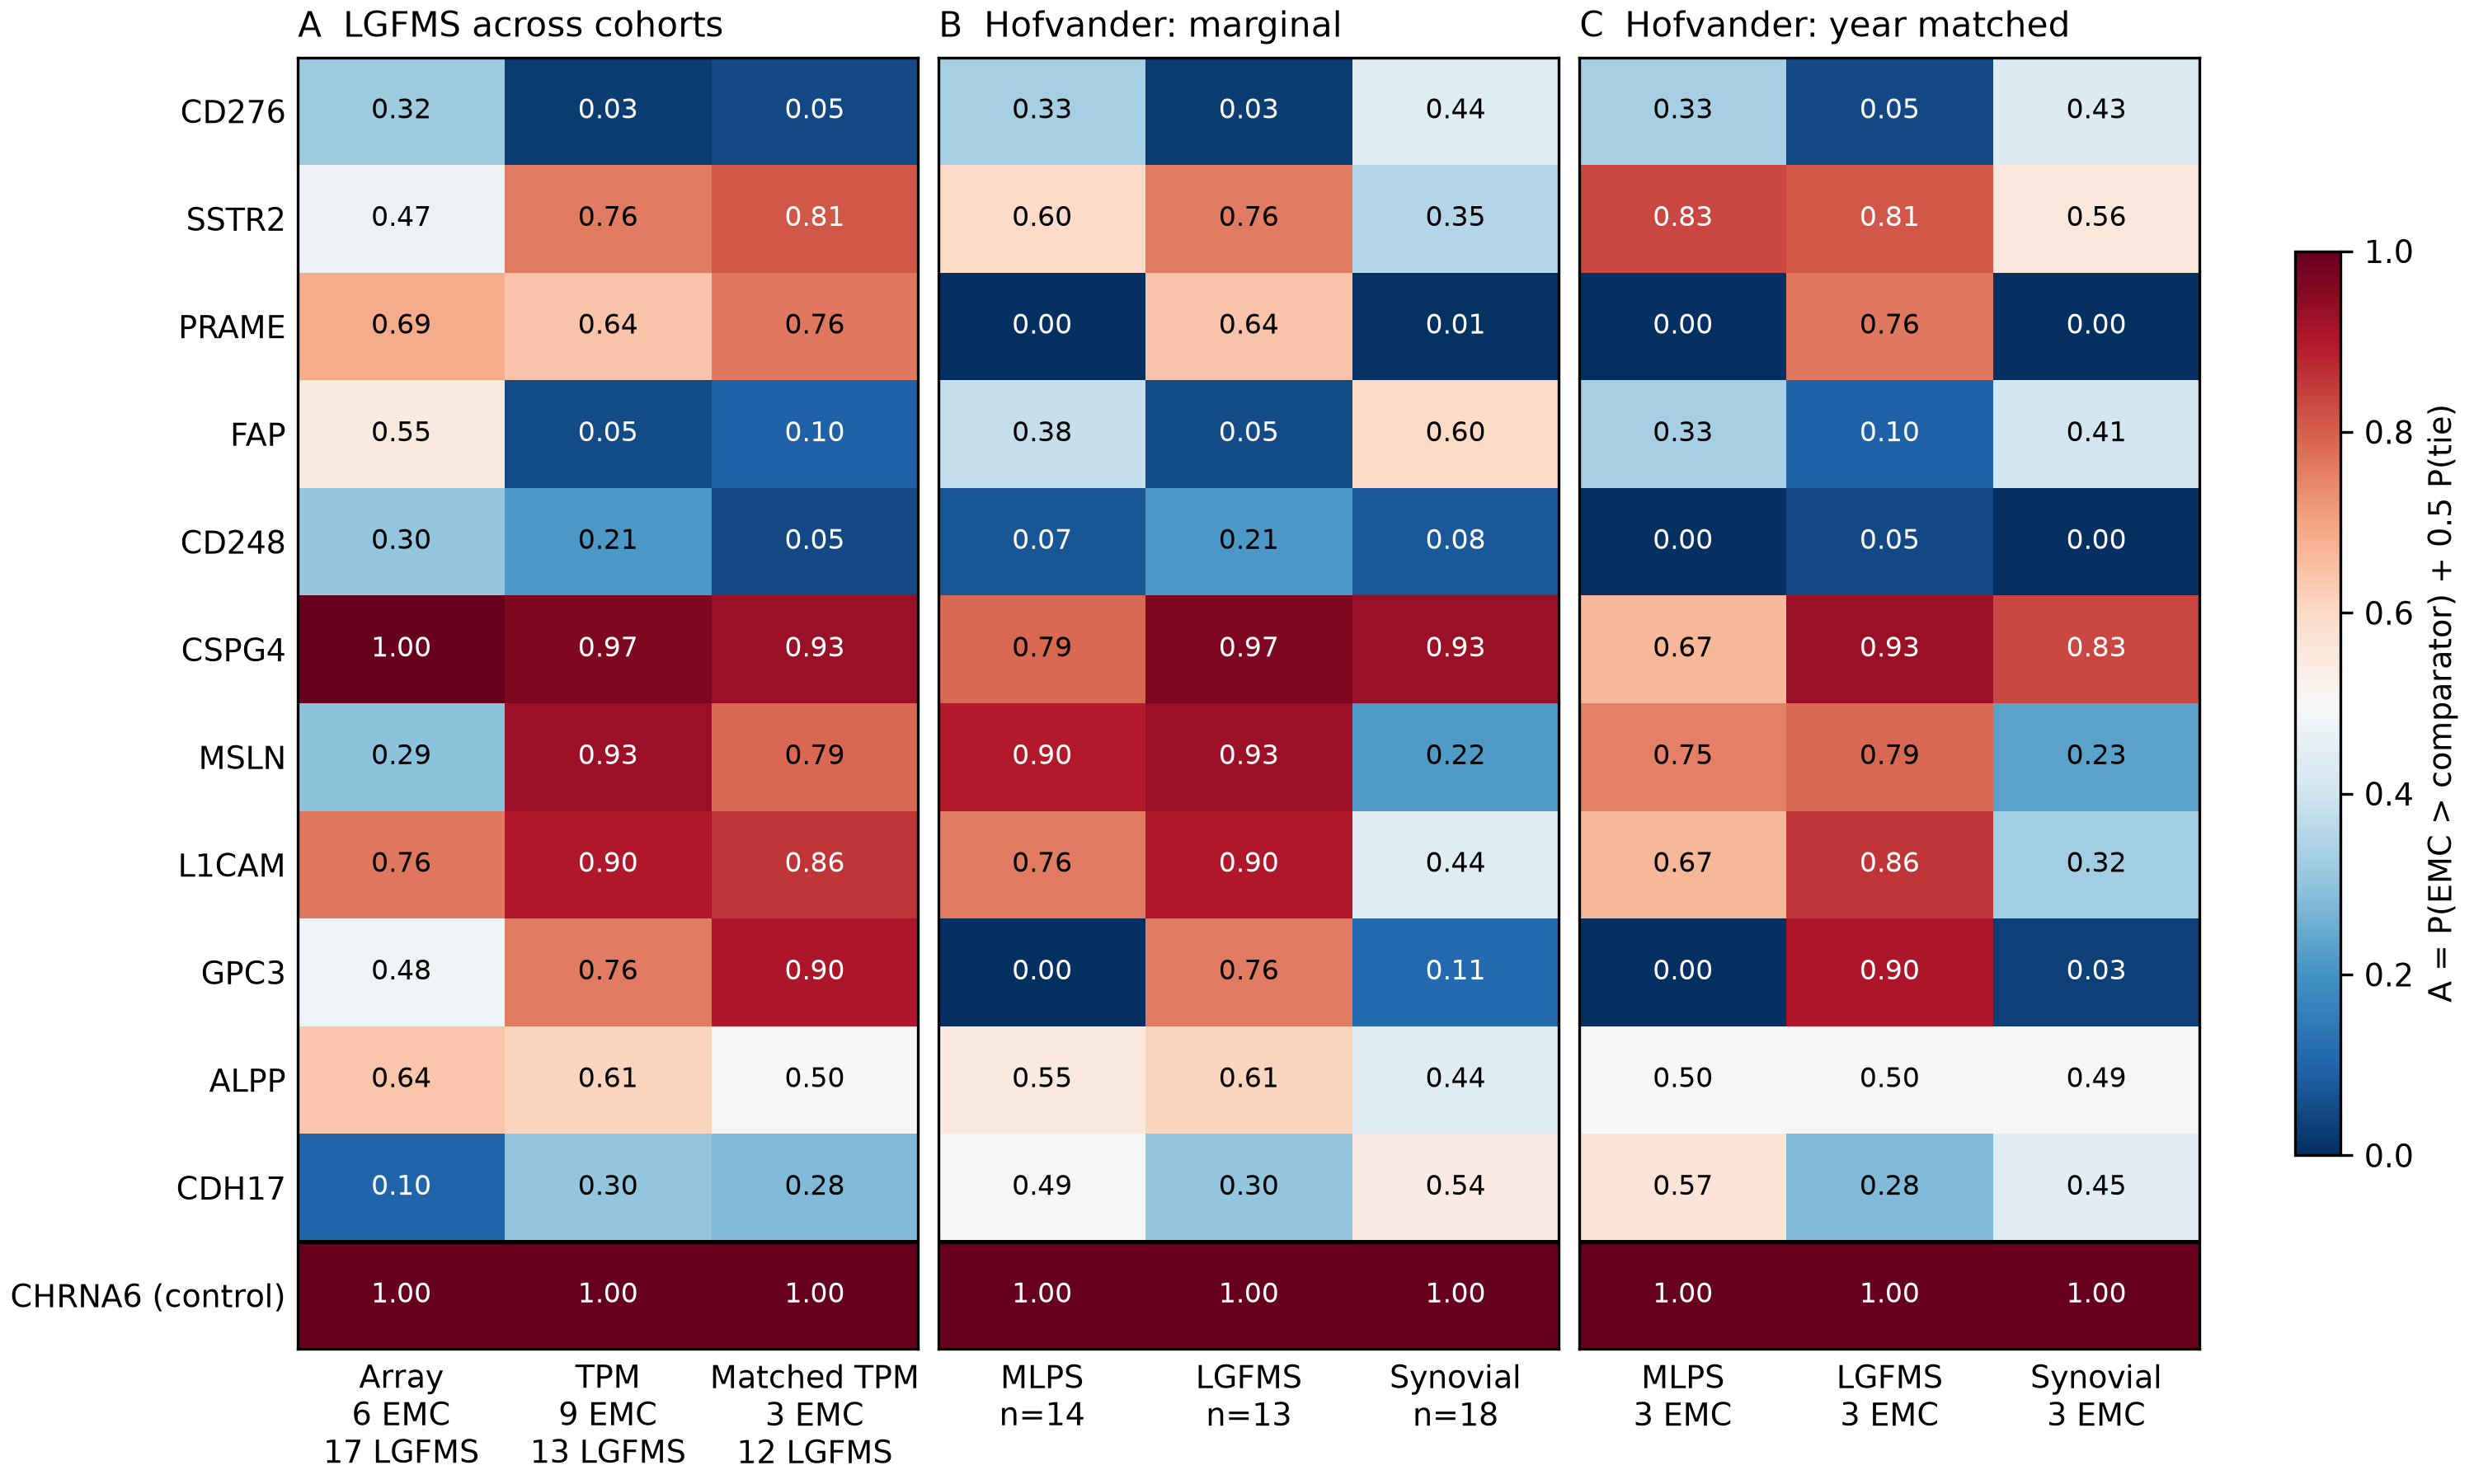 A LGFMS across cohorts
B Hofvander: marginal
C Hofvander: year matched
CD276 0.32 0.03 0.05 0.33 0.03 0.44 0.33 0.05 0.43
SSTR2 0.47 0.76 0.81 0.60 0.76 0.35 0.83 0.81 0.56
PRAME 0.69 0.64 0.76 0.00 0.64 0.01 0.00 0.76 0.00
FAP 0.55 0.05 0.10 0.38 0.05 0.60 0.33 0.10 0.41
CD248 0.30 0.21 0.05 0.07 0.21 0.08 0.00 0.05 0.00
CSPG4 1.00 0.97 0.93 0.79 0.97 0.93 0.67 0.93 0.83
MSLN 0.29 0.93 0.79 0.90 0.93 0.22 0.75 0.79 0.23
L1CAM 0.76 0.90 0.86 0.76 0.90 0.44 0.67 0.86 0.32
GPC3 0.48 0.76 0.90 0.00 0.76 0.11 0.00 0.90 0.03
ALPP 0.64 0.61 0.50 0.55 0.61 0.44 0.50 0.50 0.49
CDH17 0.10 0.30 0.28 0.49 0.30 0.54 0.57 0.28 0.45
CHRNA6 (control) 1.00 1.00 1.00 1.00 1.00 1.00 1.00 1.00 1.00
Array TPM Matched TPM MLPS LGFMS Synovial MLPS LGFMS Synovial
6 EMC 9 EMC 3 EMC n=14 n=13 n=18 3 EMC 3 EMC 3 EMC
17 LGFMS 13 LGFMS 12 LGFMS
1.0
0.8
0.6
0.4
0.2
0.0
A = P(EMC > comparator) + 0.5 P(tie)